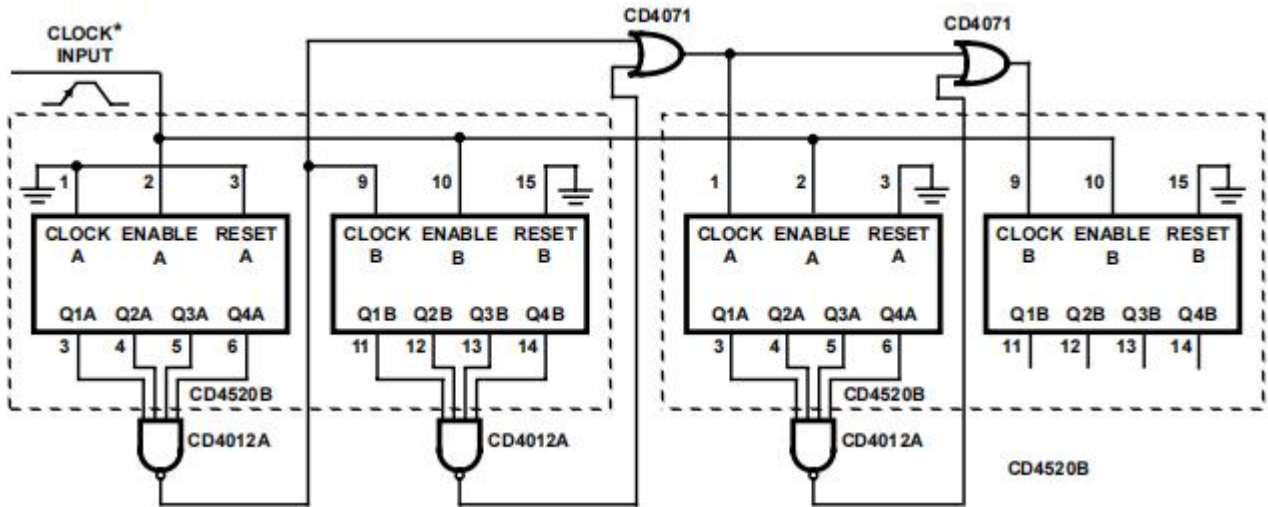 CD4071
CD4071
CLOCK*
INPUT
1 2 3 9 10 15 1 2 3 9 10 15
CLOCK ENABLE RESET CLOCK ENABLE RESET CLOCK ENABLE RESET CLOCK ENABLE RESET
A A A B B B A A A B B B
Q1A Q2A Q3A Q4A Q1B Q2B Q3B Q4B Q1A Q2A Q3A Q4A Q1B Q2B Q3B Q4B
3 4 5 6 11 12 13 14 3 4 5 6 11 12 13 14
CD4520B CD4520B
CD4012A CD4012A CD4012A
CD4520B